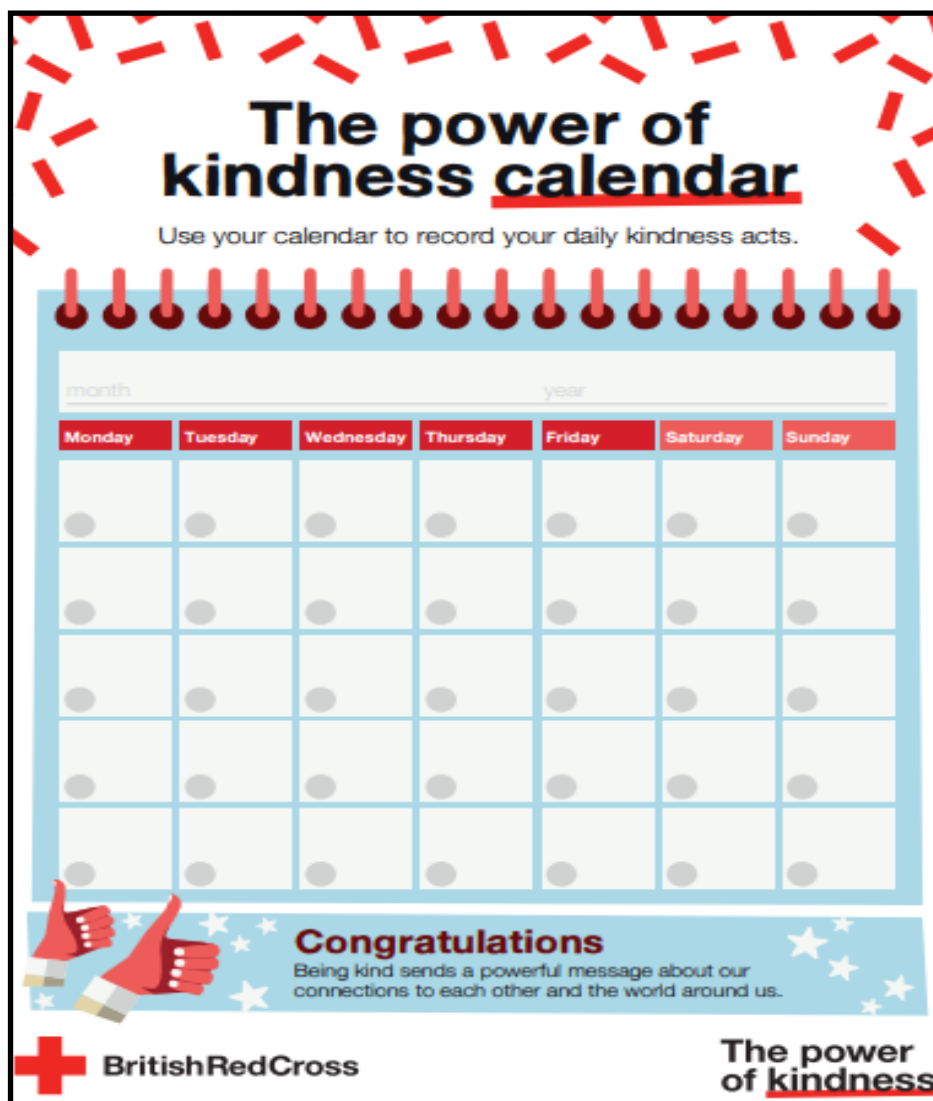 The power of
kindness calendar
Use your calendar to record your daily kindness acts.
month year
Monday Tuesday Wednesday Thursday Friday Saturday Sunday
Congratulations
Being kind sends a powerful message about our
connections to each other and the world around us.
BritishRedCross
The power
of kindness